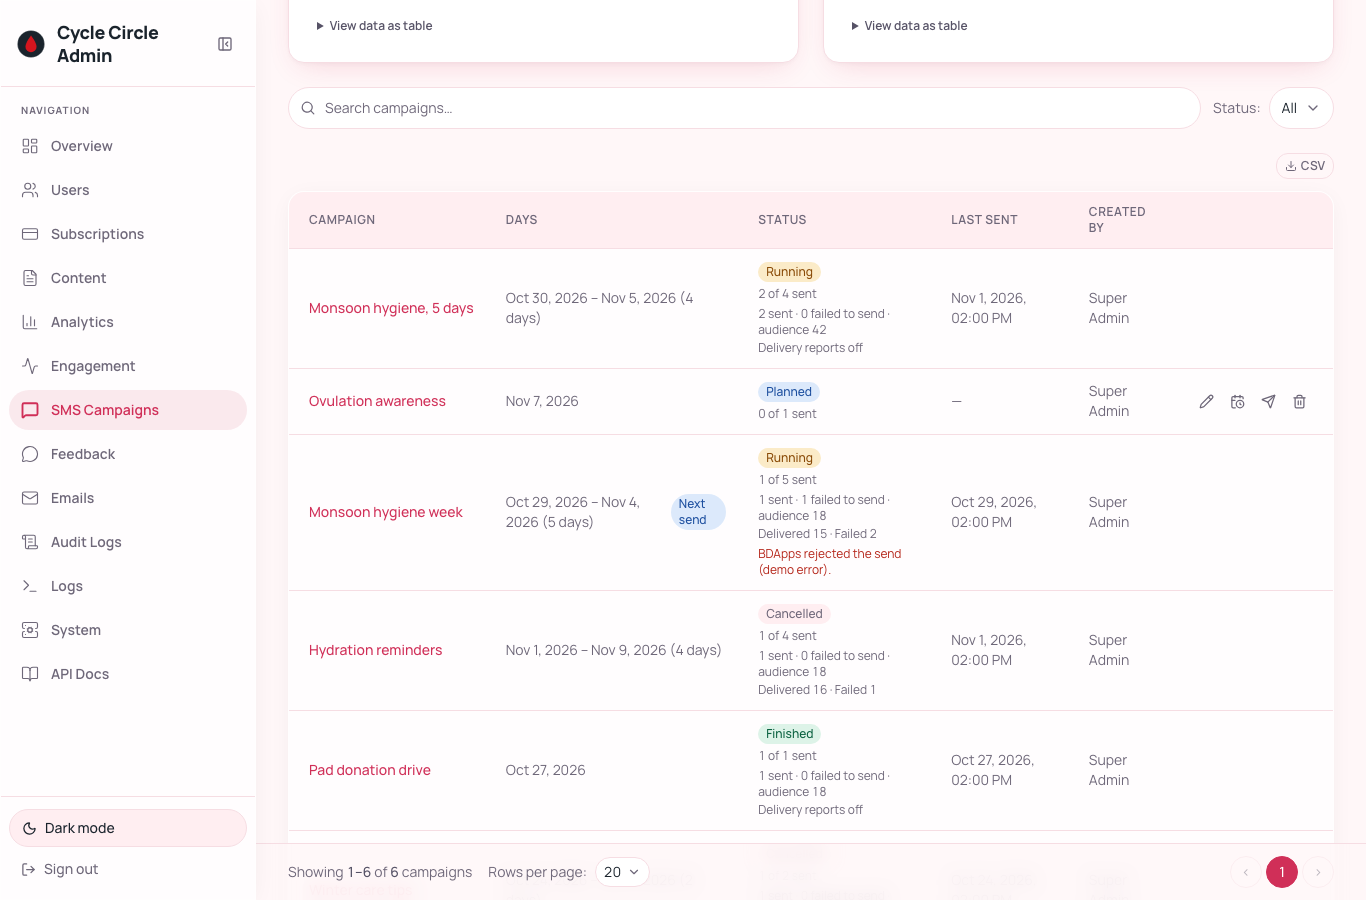 Cycle Circle
Admin
NAVIGATION
Overview
Users
Subscriptions
Content
Analytics
Engagement
SMS Campaigns
Feedback
Emails
Audit Logs
Logs
System
API Docs
Dark mode
Sign out
View data as table
View data as table
Search campaigns...
Status:
All
CSV
CAMPAIGN
DAYS
STATUS
LAST SENT
CREATED
BY
Monsoon hygiene, 5 days
Oct 30, 2026 – Nov 5, 2026 (4
days)
Running
2 of 4 sent
2 sent · 0 failed to send ·
audience 42
Delivery reports off
Nov 1, 2026,
02:00 PM
Super
Admin
Ovulation awareness
Nov 7, 2026
Planned
0 of 1 sent
—
Super
Admin
Monsoon hygiene week
Oct 29, 2026 – Nov 4,
2026 (5 days)
Next
send
Running
1 of 5 sent
1 sent · 1 failed to send ·
audience 18
Delivered 15 · Failed 2
BDApps rejected the send
(demo error).
Oct 29, 2026,
02:00 PM
Super
Admin
Hydration reminders
Nov 1, 2026 – Nov 9, 2026 (4 days)
Cancelled
1 of 4 sent
1 sent · 0 failed to send ·
audience 18
Delivered 16 · Failed 1
Nov 1, 2026,
02:00 PM
Super
Admin
Pad donation drive
Oct 27, 2026
Finished
1 of 1 sent
1 sent · 0 failed to send ·
audience 18
Delivery reports off
Oct 27, 2026,
02:00 PM
Super
Admin
Showing 1–6 of 6 campaigns
Rows per page:
20
1